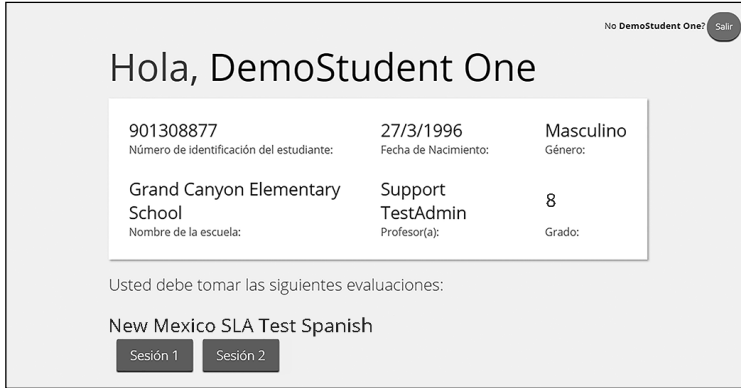 No DemoStudent One? Salir
Hola, DemoStudent One
901308877 27/3/1996 Masculino
Número de identificación del estudiante: Fecha de Nacimiento: Género:
Grand Canyon Elementary School Support TestAdmin 8
Nombre de la escuela: Profesor(a): Grado:
Usted debe tomar las siguientes evaluaciones:
New Mexico SLA Test Spanish
Sesión 1 Sesión 2